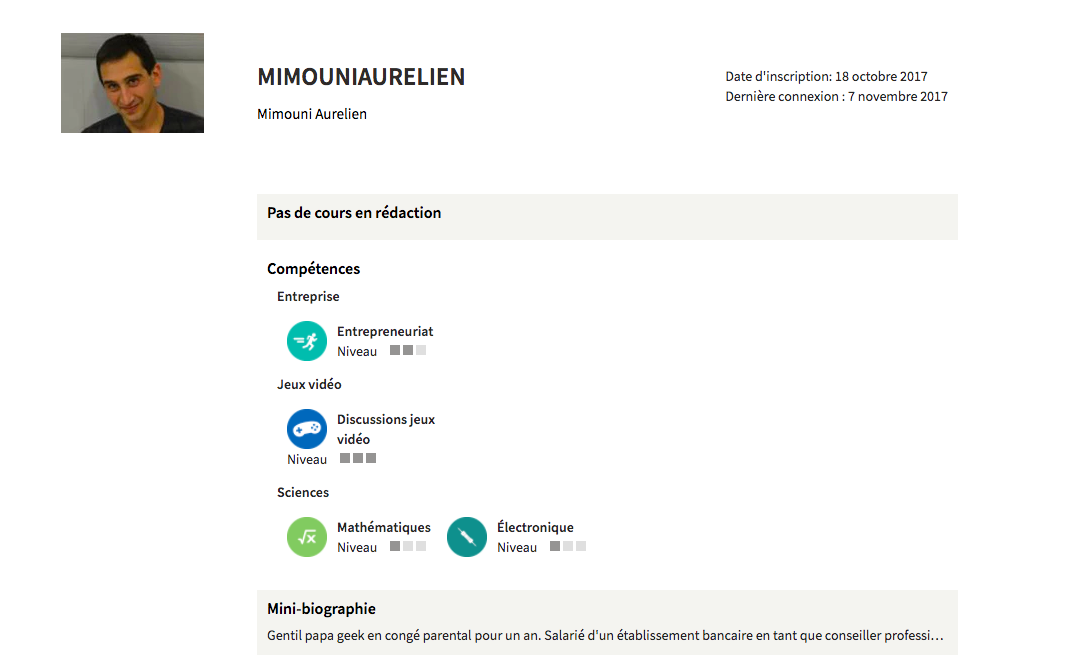 MIMOUNIAURELIEN
Mimouni Aurelien
Date d'inscription: 18 octobre 2017
Dernière connexion : 7 novembre 2017
Pas de cours en rédaction
Compétences
Entreprise
Entrepreneuriat
Niveau
Jeux vidéo
Discussions jeux
vidéo
Niveau
Sciences
Mathématiques
Niveau
Électronique
Niveau
Mini-biographie
Gentil papa geek en congé parental pour un an. Salarié d'un établissement bancaire en tant que conseiller professi…